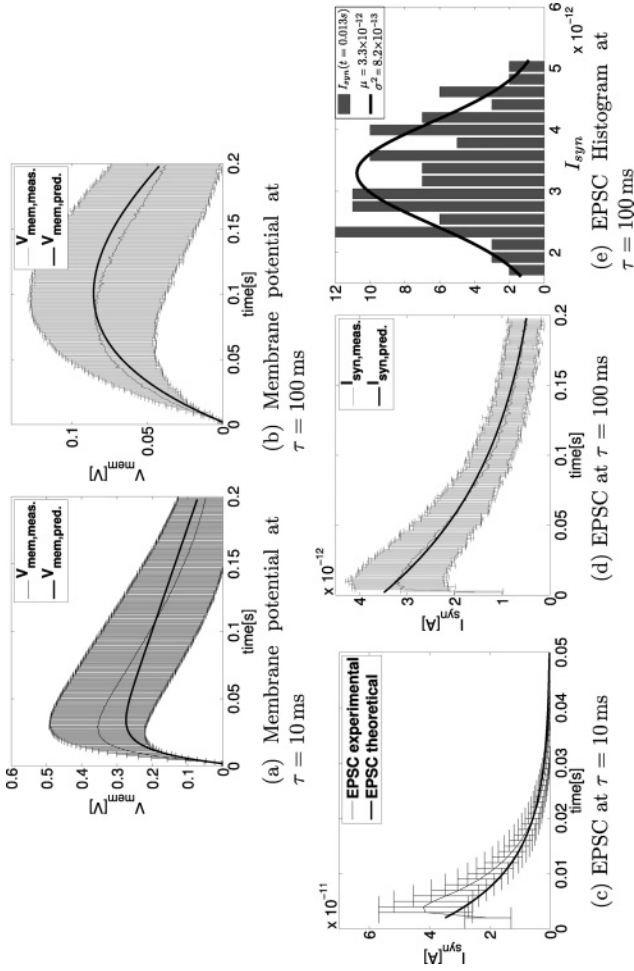 0.6
0.5
0.4
0.3
0.2
0.1
0
V_mem[V]
0
0.05
0.1
0.15
0.2
time[s]
V_mem,meas.
V_mem,pred.
(a) Membrane potential at
τ = 10 ms
0.1
0.05
0
V_mem[V]
0
0.05
0.1
0.15
0.2
time[s]
V_mem,meas.
V_mem,pred.
(b) Membrane potential at
τ = 100 ms
x 10^-11
6
4
2
0
I_syn[A]
0
0.01
0.02
0.03
0.04
0.05
time[s]
EPSC experimental
EPSC theoretical
(c) EPSC at τ = 10 ms
x 10^-12
4
3
2
1
0
I_syn[A]
0
0.05
0.1
0.15
0.2
time[s]
I_syn,meas.
I_syn,pred.
(d) EPSC at τ = 100 ms
12
10
8
6
4
2
0
2
3
4
5
6
x 10^-12
I_syn
I_syn(t = 0.013s)
μ = 3.3×10^-12
σ^2 = 8.2×10^-13
(e) EPSC Histogram at
τ = 100 ms